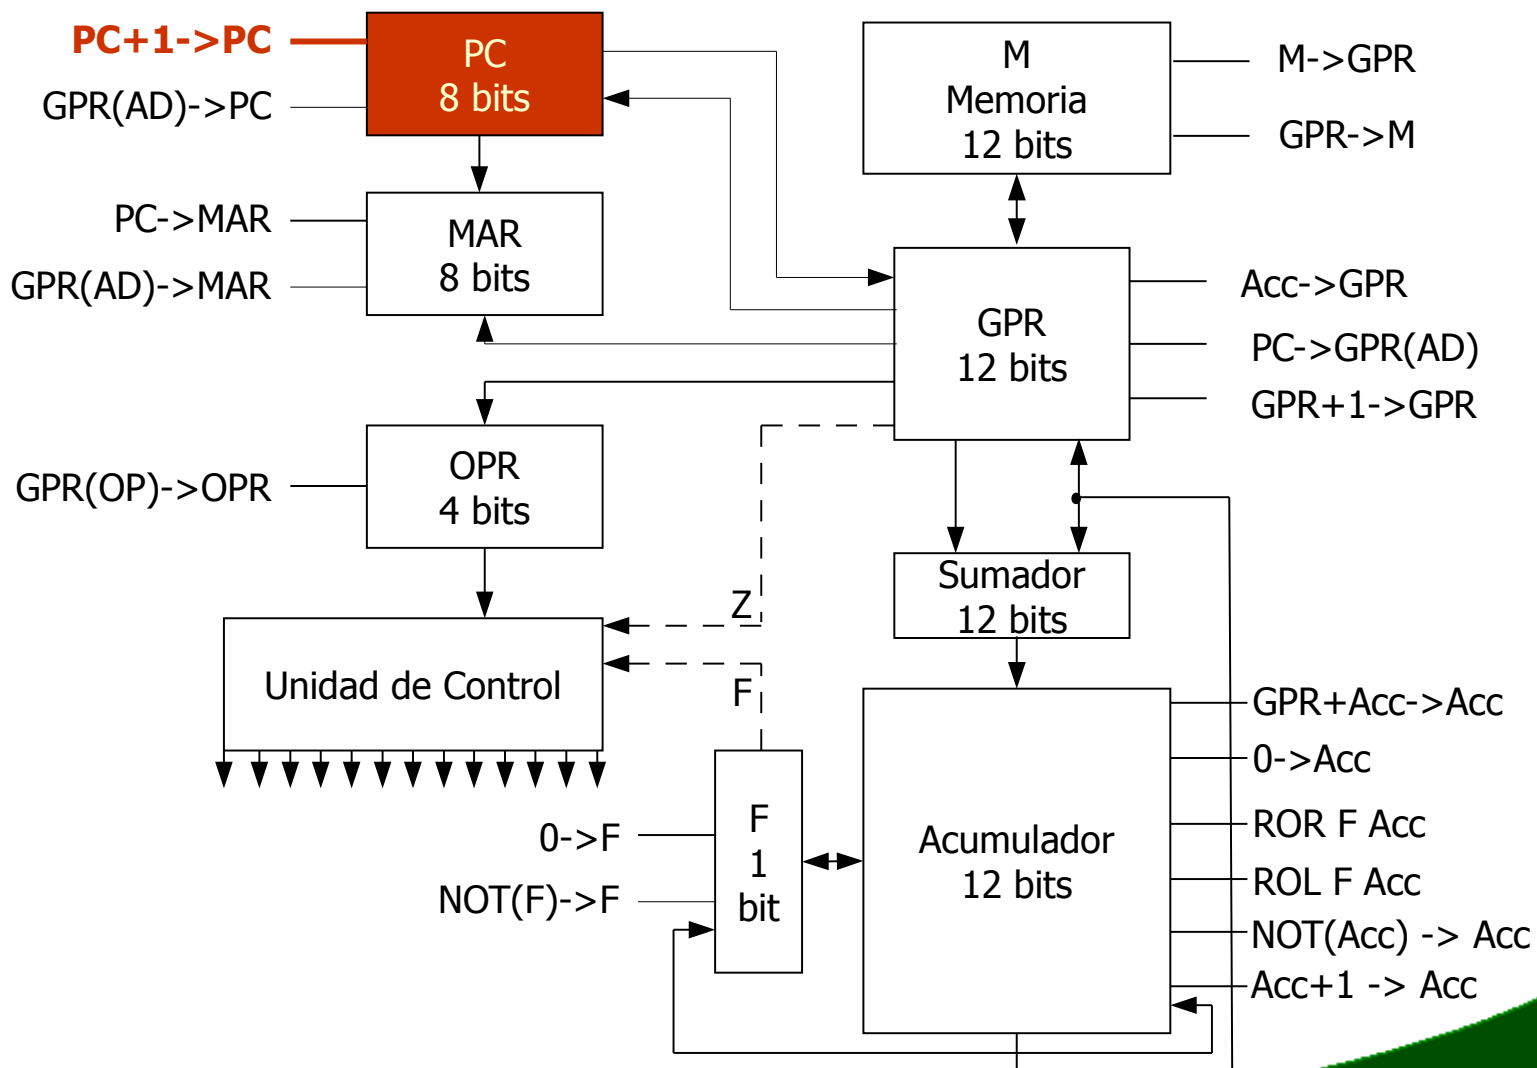 PC+1->PC
GPR(AD)->PC
PC
8 bits
M
Memoria
12 bits
M->GPR
GPR->M
PC->MAR
GPR(AD)->MAR
MAR
8 bits
GPR
12 bits
Acc->GPR
PC->GPR(AD)
GPR+1->GPR
GPR(OP)->OPR
OPR
4 bits
Sumador
12 bits
Z
F
Unidad de Control
0->F
NOT(F)->F
F
1
bit
Acumulador
12 bits
GPR+Acc->Acc
0->Acc
ROR F Acc
ROL F Acc
NOT(Acc) -> Acc
Acc+1 -> Acc